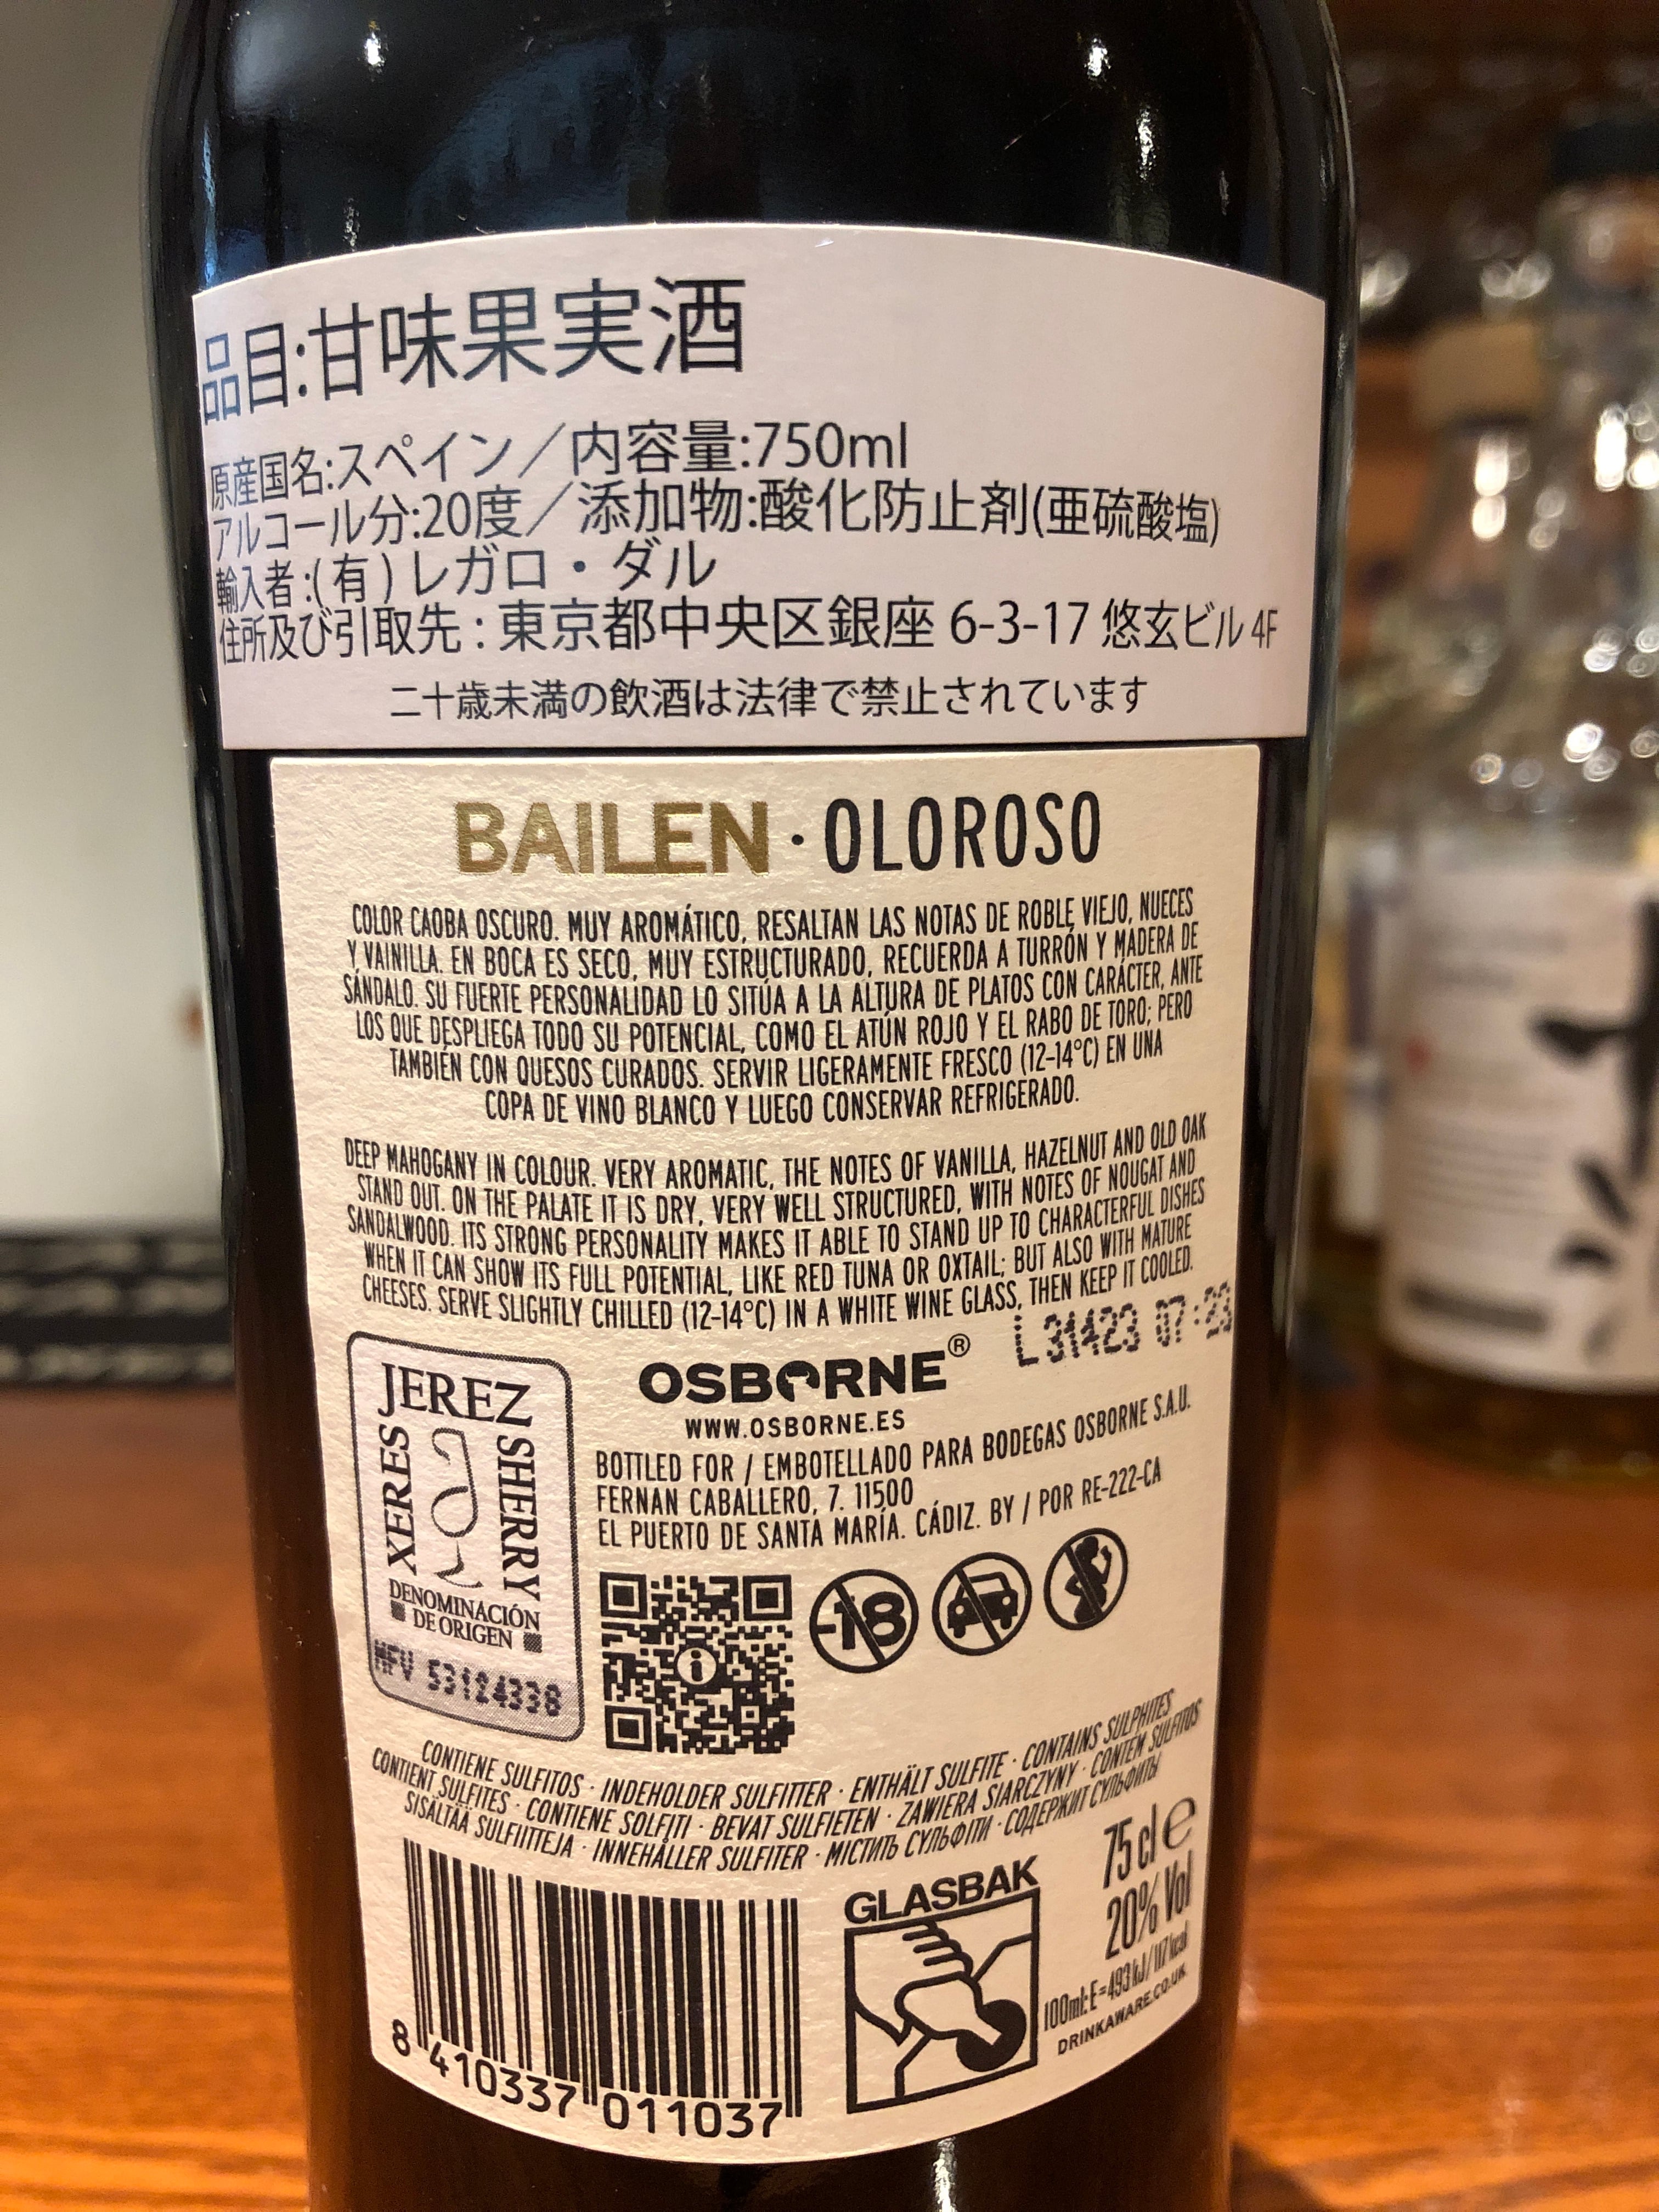 品目:甘味果実酒
原産国名:スペイン／内容量:750ml
アルコール分:20度／添加物:酸化防止剤(亜硫酸塩)
輸入者:(有)レガロ・ダル
住所及び引取先:東京都中央区銀座 6-3-17 悠玄ビル 4F
二十歳未満の飲酒は法律で禁止されています
BAILEN · OLOROSO
COLOR CAOBA OSCURO. MUY AROMÁTICO, RESALTAN LAS NOTAS DE ROBLE VIEJO, NUECES
Y VAINILLA. EN BOCA ES SECO, MUY ESTRUCTURADO, RECUERDA A TURRÓN Y MADERA DE
SÁNDALO. SU FUERTE PERSONALIDAD LO SITÚA A LA ALTURA DE PLATOS CON CARÁCTER, ANTE
LOS QUE DESPLIEGA TODO SU POTENCIAL, COMO EL ATÚN ROJO Y EL RABO DE TORO; PERO
TAMBIÉN CON QUESOS CURADOS. SERVIR LIGERAMENTE FRESCO (12-14°C) EN UNA
COPA DE VINO BLANCO Y LUEGO CONSERVAR REFRIGERADO.
DEEP MAHOGANY IN COLOUR. VERY AROMATIC, THE NOTES OF VANILLA, HAZELNUT AND OLD OAK
STAND OUT. ON THE PALATE IT IS DRY, VERY WELL STRUCTURED, WITH NOTES OF NOUGAT AND
SANDALWOOD. ITS STRONG PERSONALITY MAKES IT ABLE TO STAND UP TO CHARACTERFUL DISHES
WHEN IT CAN SHOW ITS FULL POTENTIAL, LIKE RED TUNA OR OXTAIL; BUT ALSO WITH MATURE
CHEESES. SERVE SLIGHTLY CHILLED (12-14°C) IN A WHITE WINE GLASS, THEN KEEP IT COOLED.
L31423 07:23
JEREZ
XERES
SHERRY
DENOMINACIÓN
DE ORIGEN
MFV 53124338
OSBORNE®
WWW.OSBORNE.ES
BOTTLED FOR / EMBOTELLADO PARA BODEGAS OSBORNE S.A.U.
FERNAN CABALLERO, 7. 11500
EL PUERTO DE SANTA MARÍA. CÁDIZ. BY / POR RE-222-CA
-18
CONTIENE SULFITOS · INDEHOLDER SULFITTER · ENTHÄLT SULFITE · CONTAINS SULPHITES
CONTIENT SULFITES · CONTIENE SOLFITI · BEVAT SULFIETEN · ZAWIERA SIARCZYNY · CONTÉM SULFITOS
SISÄLTÄÄ SULFIITTEJA · INNEHÅLLER SULFITER · МІСТИТЬ СУЛЬФІТИ · СОДЕРЖИТ СУЛЬФИТЫ
75 cl e
20% Vol
100ml:E=493kJ/117kcal
DRINKAWARE.CO.UK
GLASBAK
8 410337 011037